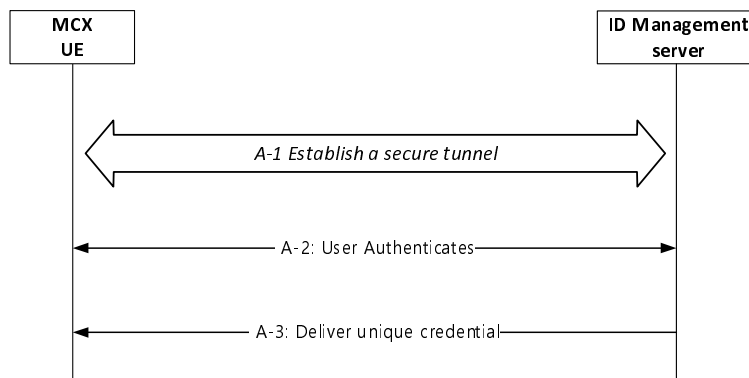 MCX
UE
ID Management
server
A-1 Establish a secure tunnel
A-2: User Authenticates
A-3: Deliver unique credential